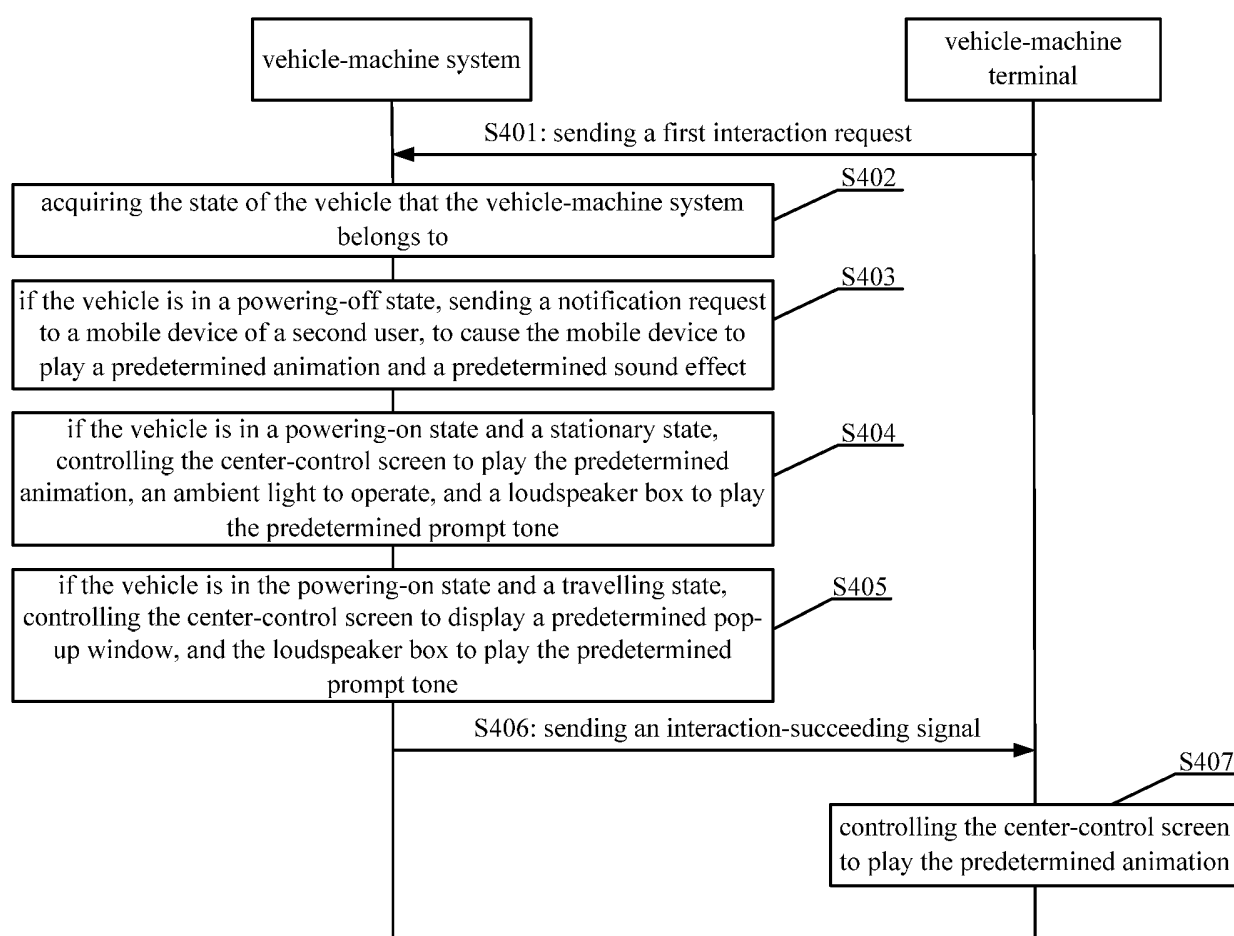 vehicle-machine system
vehicle-machine
terminal
S401: sending a first interaction request
S402
acquiring the state of the vehicle that the vehicle-machine system
belongs to
S403
if the vehicle is in a powering-off state, sending a notification request
to a mobile device of a second user, to cause the mobile device to
play a predetermined animation and a predetermined sound effect
S404
if the vehicle is in a powering-on state and a stationary state,
controlling the center-control screen to play the predetermined
animation, an ambient light to operate, and a loudspeaker box to play
the predetermined prompt tone
S405
if the vehicle is in the powering-on state and a travelling state,
controlling the center-control screen to display a predetermined pop-
up window, and the loudspeaker box to play the predetermined
prompt tone
S406: sending an interaction-succeeding signal
S407
controlling the center-control screen
to play the predetermined animation